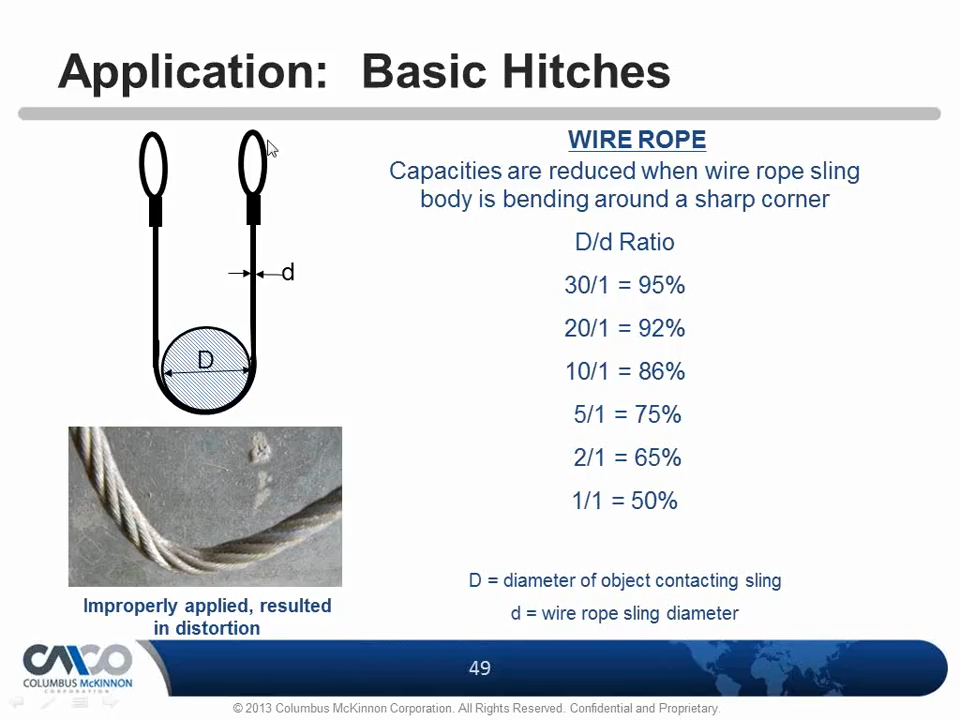 Application: Basic Hitches
WIRE ROPE
Capacities are reduced when wire rope sling
body is bending around a sharp corner
D/d Ratio
30/1 = 95%
20/1 = 92%
10/1 = 86%
5/1 = 75%
2/1 = 65%
1/1 = 50%
D = diameter of object contacting sling
d = wire rope sling diameter
d
D
Improperly applied, resulted
in distortion
CMCO
COLUMBUS McKINNON
CORPORATION
49
© 2013 Columbus McKinnon Corporation. All Rights Reserved. Confidential and Proprietary.